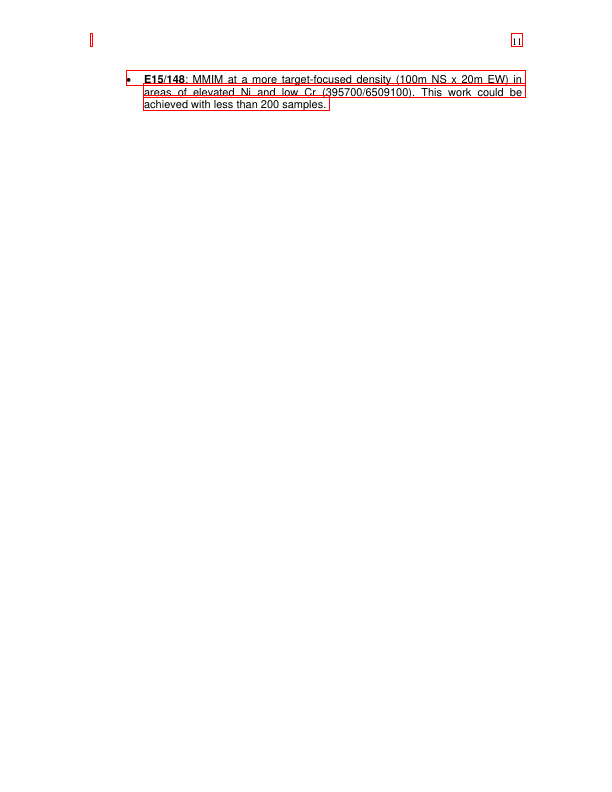 11
• E15/148: MMIM at a more target-focused density (100m NS x 20m EW) in
areas of elevated Ni and low Cr (395700/6509100). This work could be
achieved with less than 200 samples.